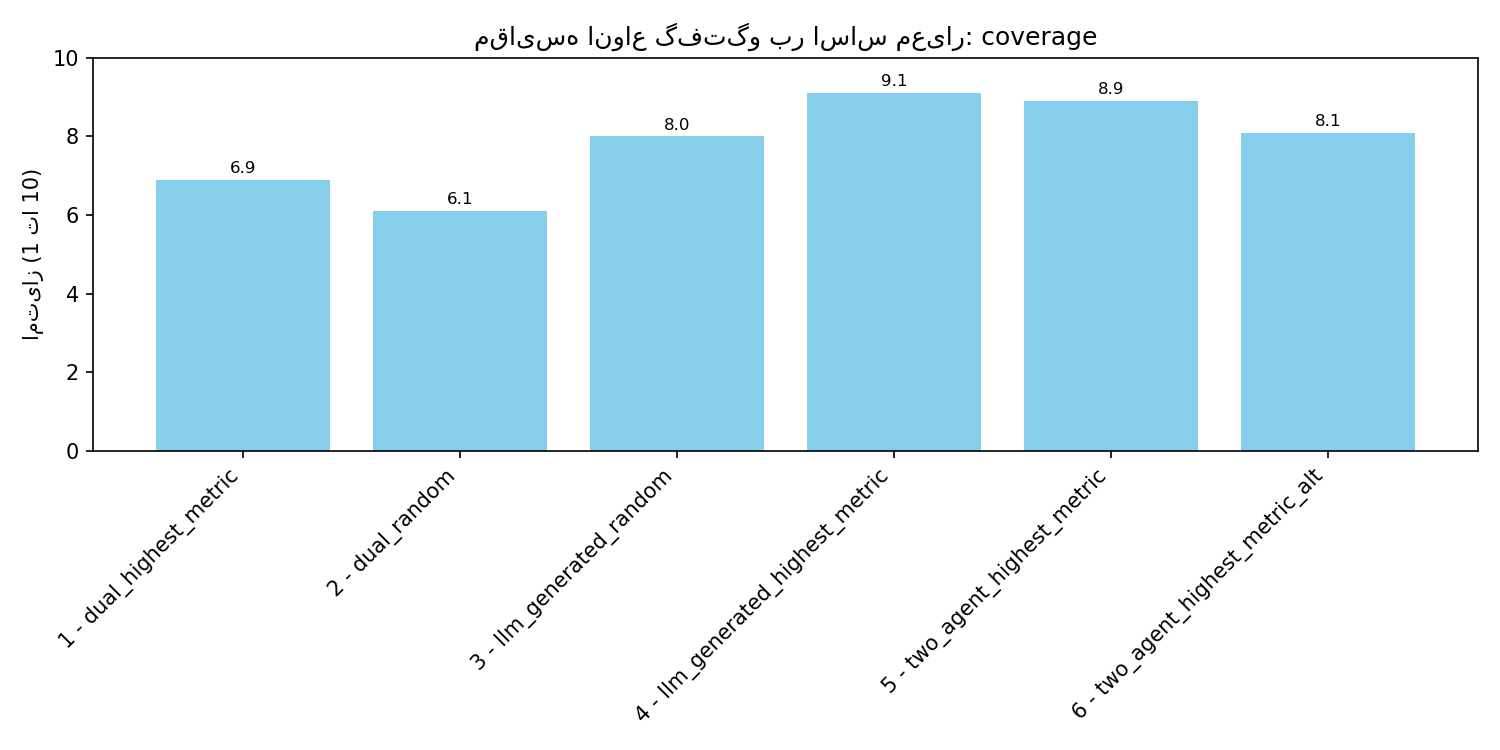 مقایسه انواع گفتگو بر اساس معیار: coverage
امتیاز (1 تا 10)
10
8
6
4
2
0
6.9
6.1
8.0
9.1
8.9
8.1
1 - dual_highest_metric
2 - dual_random
3 - llm_generated_random
4 - llm_generated_highest_metric
5 - two_agent_highest_metric
6 - two_agent_highest_metric_alt